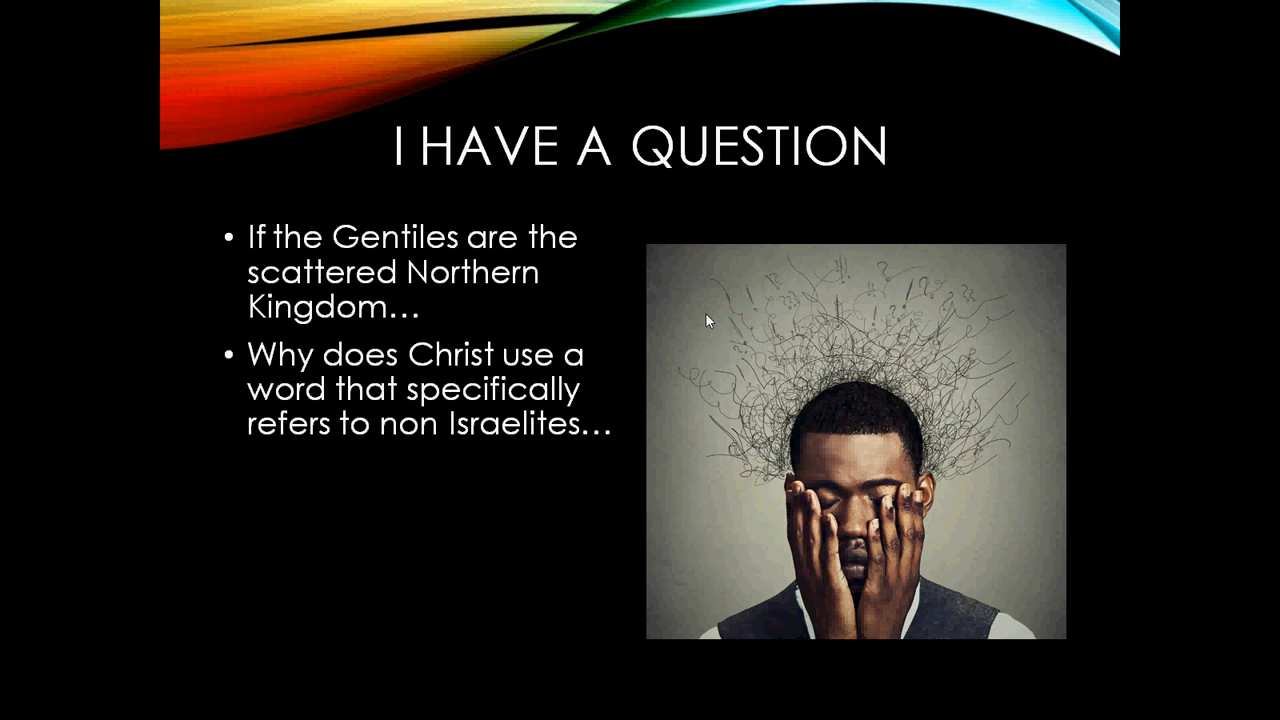 I HAVE A QUESTION
• If the Gentiles are the
scattered Northern
Kingdom…
• Why does Christ use a
word that specifically
refers to non Israelites…